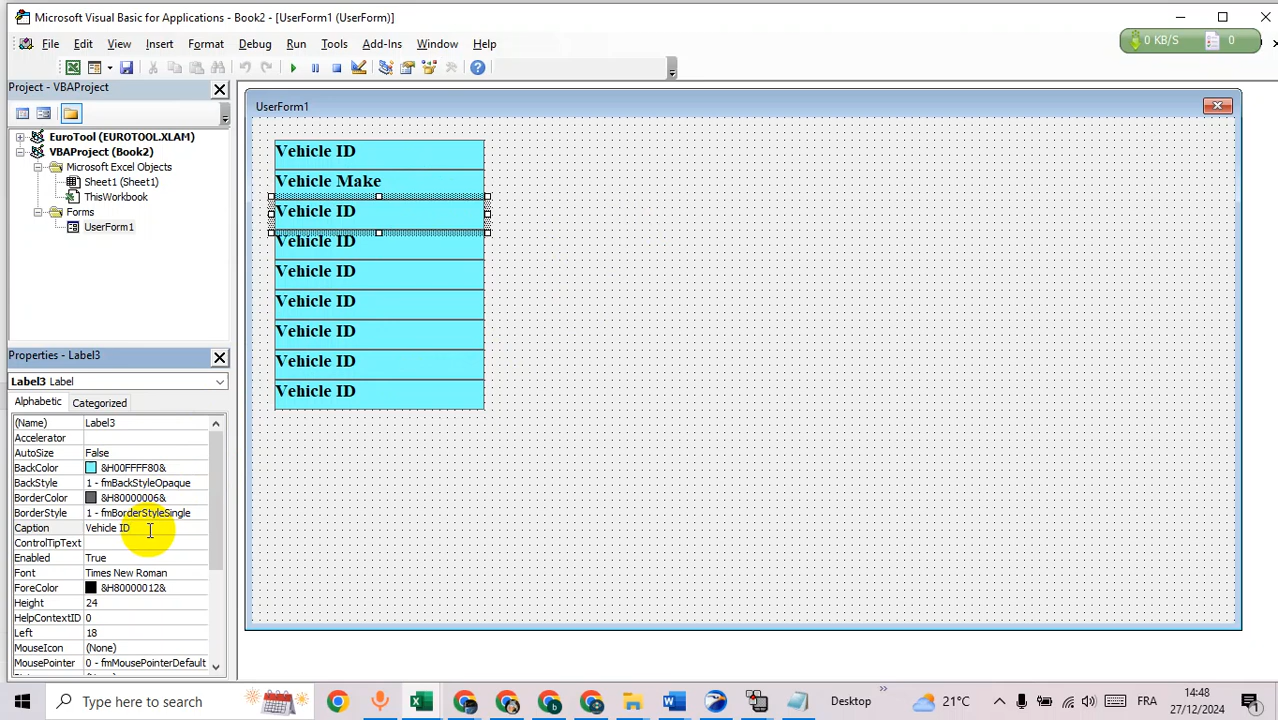 Microsoft Visual Basic for Applications - Book2 - [UserForm1 (UserForm)]
File Edit View Insert Format Debug Run Tools Add-Ins Window Help
0 KB/S 0
Project - VBAProject
EuroTool (EUROTOOL.XLAM)
VBAProject (Book2)
Microsoft Excel Objects
Sheet1 (Sheet1)
ThisWorkbook
Forms
UserForm1
UserForm1
Vehicle ID
Vehicle Make
Vehicle ID
Vehicle ID
Vehicle ID
Vehicle ID
Vehicle ID
Vehicle ID
Vehicle ID
Properties - Label3
Label3 Label
Alphabetic Categorized
(Name) Label3
Accelerator
AutoSize False
BackColor &H00FFFF80&
BackStyle 1 - fmBackStyleOpaque
BorderColor &H80000006&
BorderStyle 1 - fmBorderStyleSingle
Caption Vehicle ID
ControlTipText
Enabled True
Font Times New Roman
ForeColor &H80000012&
Height 24
HelpContextID 0
Left 18
MouseIcon (None)
MousePointer 0 - fmMousePointerDefault
Type here to search
Desktop
21°C
FRA
14:48
27/12/2024
1